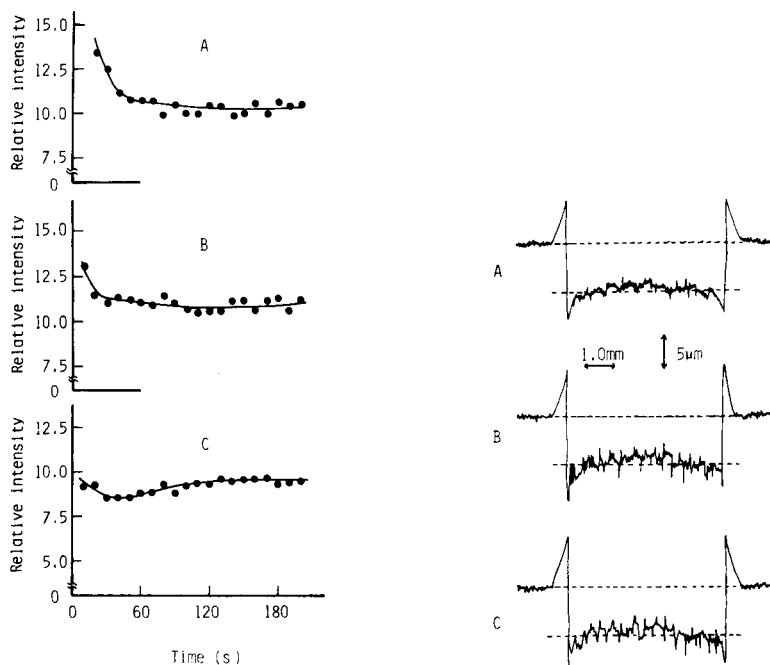 Relative intensity
15.0
12.5
10.0
7.5
0
A
Relative intensity
15.0
12.5
10.0
7.5
0
B
Relative intensity
12.5
10.0
7.5
5.0
0
C
0 60 120 180
Time (s)
A
1.0mm
5μm
B
C